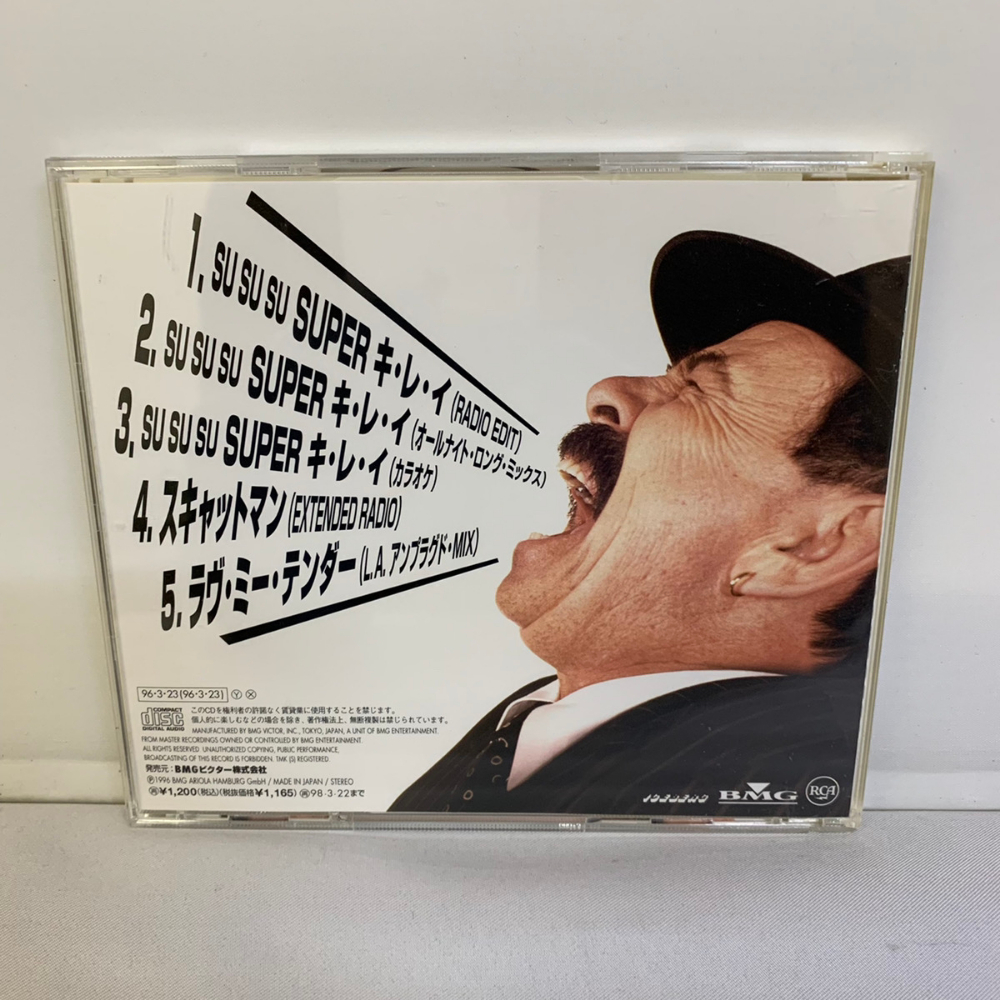 1. SU SU SU SUPER キ・レ・イ (RADIO EDIT)
2. SU SU SU SUPER キ・レ・イ (オールナイト・ロング・ミックス)
3. SU SU SU SUPER キ・レ・イ (カラオケ)
4. スキャットマン (EXTENDED RADIO)
5. ラヴ・ミー・テンダー (L.A. アンプラグド・MIX)
96・3・23 (96・3・23) Ⓨ Ⓧ
COMPACT
disc
DIGITAL AUDIO
このCDを権利者の許諾なく賃貸業に使用することを禁じます。
個人的に楽しむなどの場合を除き、著作権法上、無断複製は禁じられています。
MANUFACTURED BY BMG VICTOR, INC., TOKYO, JAPAN, A UNIT OF BMG ENTERTAINMENT.
FROM MASTER RECORDINGS OWNED OR CONTROLLED BY BMG ENTERTAINMENT.
ALL RIGHTS RESERVED. UNAUTHORIZED COPYING, PUBLIC PERFORMANCE,
BROADCASTING OF THIS RECORD IS FORBIDDEN. TMK (S) REGISTERED.
発売元：BMGビクター株式会社
Ⓟ1996 BMG ARIOLA HAMBURG GmbH / MADE IN JAPAN / STEREO
¥1,200(税込)(税抜価格¥1,165) 98・3・22まで
ICEBERG
BMG
RCA